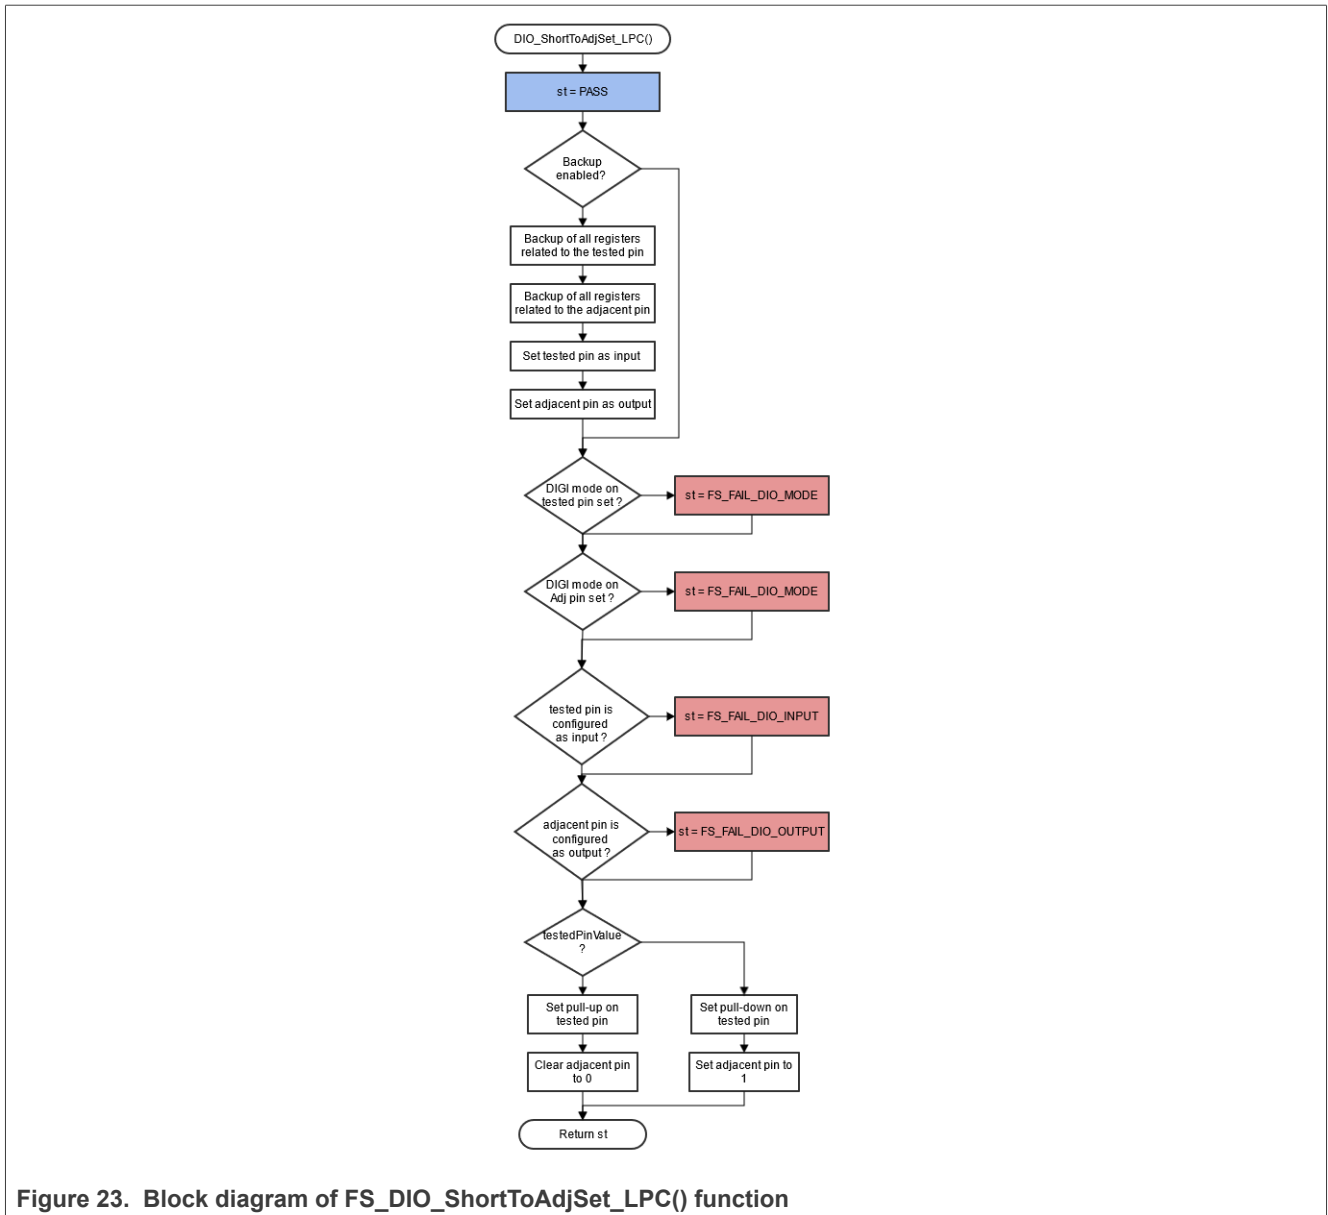 DIO_ShortToAdjSet_LPC()
st = PASS
Backup
enabled?
Backup of all registers
related to the tested pin
Backup of all registers
related to the adjacent pin
Set tested pin as input
Set adjacent pin as output
DIGI mode on
tested pin set ?
st = FS_FAIL_DIO_MODE
DIGI mode on
Adj pin set ?
st = FS_FAIL_DIO_MODE
tested pin is
configured
as input ?
st = FS_FAIL_DIO_INPUT
adjacent pin is
configured
as output ?
st = FS_FAIL_DIO_OUTPUT
testedPinValue
?
Set pull-up on
tested pin
Set pull-down on
tested pin
Clear adjacent pin
to 0
Set adjacent pin to
1
Return st
Figure 23. Block diagram of FS_DIO_ShortToAdjSet_LPC() function